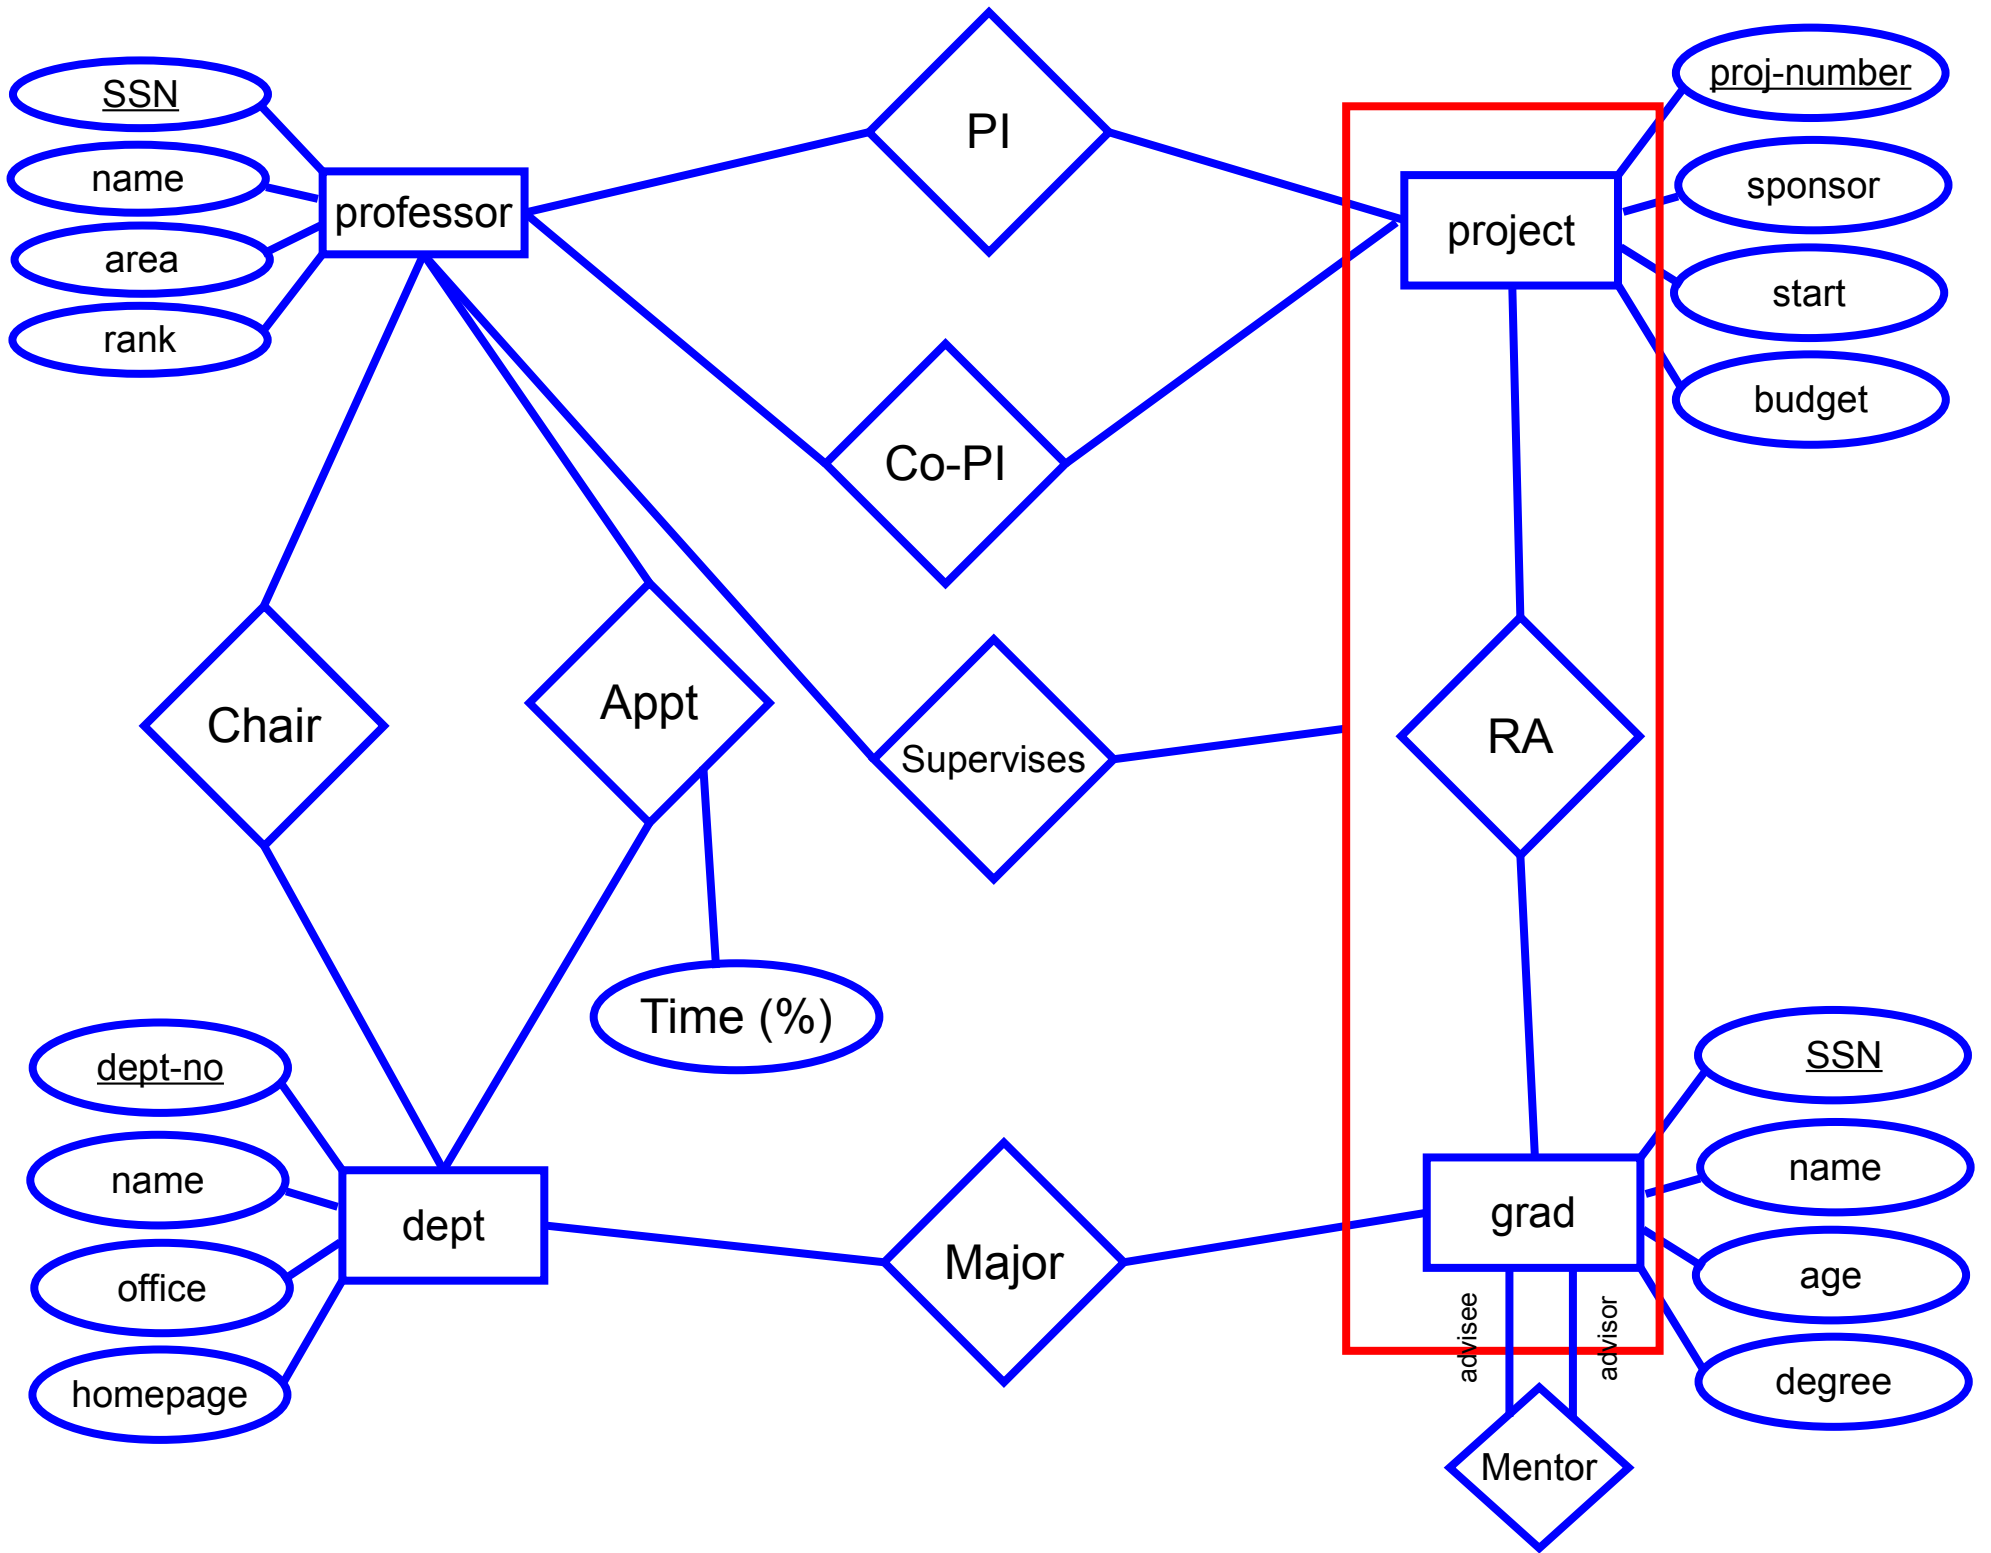 SSN
name
area
rank
professor
PI
Co-PI
project
proj-number
sponsor
start
budget
Chair
Appt
Supervises
RA
Time (%)
dept-no
name
office
homepage
dept
Major
grad
SSN
name
age
degree
advisee
advisor
Mentor